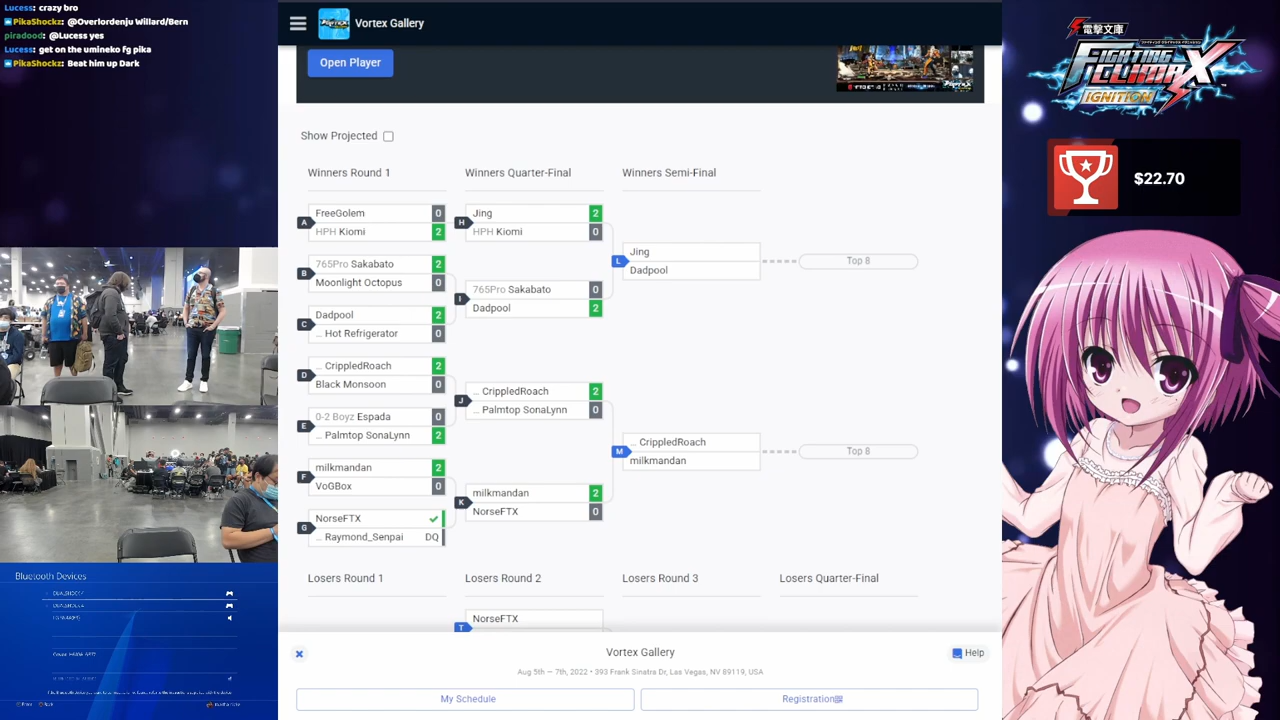 Lucess: crazy bro
PikaShockz: @Overlordenju Willard/Bern
piradood: @Lucess yes
Lucess: get on the umineko fg pika
PikaShockz: Beat him up Dark
Bluetooth Devices
Vortex Gallery
Open Player
Show Projected
Winners Round 1
Winners Quarter-Final
Winners Semi-Final
A
FreeGolem 0
HPH Kiomi 2
B
765Pro Sakabato 2
Moonlight Octopus 0
C
Dadpool 2
... Hot Refrigerator 0
D
... CrippledRoach 2
Black Monsoon 0
E
0-2 Boyz Espada 0
... Palmtop SonaLynn 2
F
milkmandan 2
VoGBox 0
G
NorseFTX
... Raymond_Senpai DQ
H
Jing 2
HPH Kiomi 0
I
765Pro Sakabato 0
Dadpool 2
J
... CrippledRoach 2
... Palmtop SonaLynn 0
K
milkmandan 2
NorseFTX 0
L
Jing
Dadpool
Top 8
M
... CrippledRoach
milkmandan
Top 8
Losers Round 1
Losers Round 2
Losers Round 3
Losers Quarter-Final
T
NorseFTX
Vortex Gallery
Help
Aug 5th — 7th, 2022 • 393 Frank Sinatra Dr, Las Vegas, NV 89119, USA
My Schedule
Registration
電撃文庫
FIGHTING
CLIMAX
IGNITION
$22.70